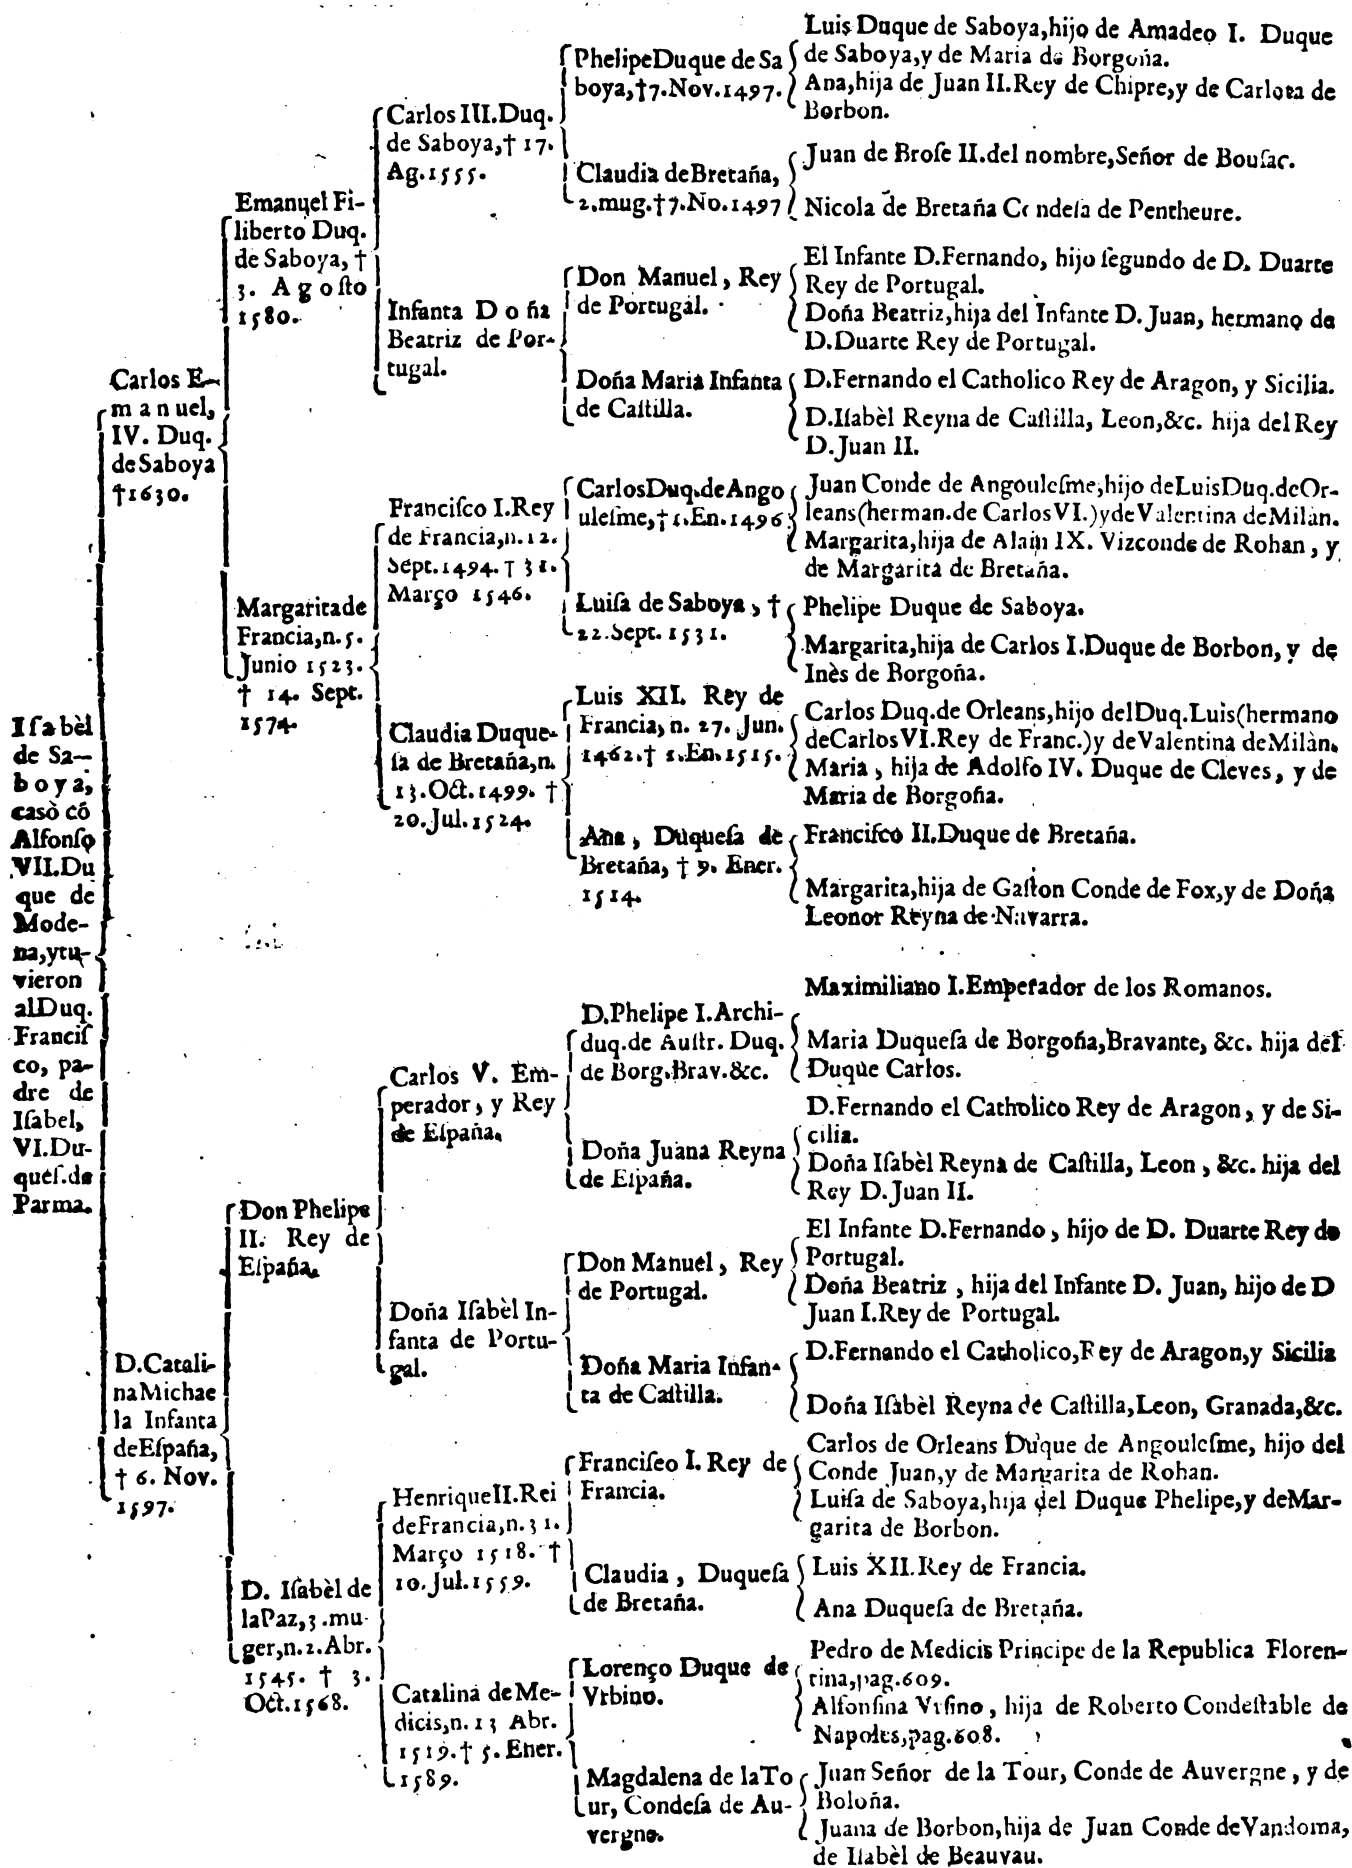 Iſabèl
de Sa-
boya,
casò cõ
Alfonſo
VII.Du
que de
Mode-
na,ytu-
vieron
alDuq.
Franciſ
co, pa-
dre de
Iſabel,
VI.Du-
queſ.de
Parma.
Carlos E-
manuel,
IV. Duq.
deSaboya
†1630.
D.Catali-
naMichae
la Infanta
deEſpaña,
† 6. Nov.
1597.
Emanuel Fi-
liberto Duq.
de Saboya, †
3. Agoſto
1580.
Margaritade
Francia,n.5.
Junio 1523.
† 14. Sept.
1574.
Don Phelipe
II. Rey de
Eſpaña.
D. Iſabèl de
laPaz,3.mu-
ger,n.2.Abr.
1545. † 3.
Oct.1568.
Carlos III.Duq.
de Saboya,† 17.
Ag.1555.
Infanta Doña
Beatriz de Por-
tugal.
Franciſco I.Rey
de Francia,n.12.
Sept.1494.† 31.
Março 1546.
Claudia Duque-
ſa de Bretaña,n.
13.Oct.1499. †
20.Jul.1524.
Carlos V. Em-
perador, y Rey
de Eſpaña.
Doña Iſabèl In-
fanta de Portu-
gal.
HenriqueII.Rei
deFrancia,n.31.
Março 1518. †
10.Jul.1559.
Catalina deMe-
dicis,n.13 Abr.
1519.† 5. Ener.
1589.
PhelipeDuque de Sa
boya,†7.Nov.1497.
Claudia deBretaña,
2.mug.†7.No.1497
Don Manuel, Rey
de Portugal.
Doña Maria Infanta
de Caſtilla.
CarlosDuq.deAngo
uleſme,†1.En.1496
Luiſa de Saboya, †
22.Sept. 1531.
Luis XII. Rey de
Francia, n. 27. Jun.
1462.† 1.En.1515.
Ana, Duqueſa de
Bretaña, † 9. Ener.
1514.
D.Phelipe I.Archi-
duq.de Auſtr. Duq.
de Borg.Brav.&c.
Doña Juana Reyna
de Eſpaña.
Don Manuel, Rey
de Portugal.
Doña Maria Infan-
ta de Caſtilla.
Franciſco I. Rey de
Francia.
Claudia, Duqueſa
de Bretaña.
Lorenço Duque de
Vrbino.
Magdalena de laTo
ur, Condeſa de Au-
vergne.
Luis Duque de Saboya,hijo de Amadeo I. Duque
de Saboya,y de Maria de Borgoña.
Ana,hija de Juan II.Rey de Chipre,y de Carlota de
Borbon.
Juan de Broſe II.del nombre,Señor de Bouſac.
Nicola de Bretaña Condeſa de Pentheure.
El Infante D.Fernando, hijo ſegundo de D. Duarte
Rey de Portugal.
Doña Beatriz,hija del Infante D. Juan, hermano de
D.Duarte Rey de Portugal.
D.Fernando el Catholico Rey de Aragon, y Sicilia.
D.Iſabèl Reyna de Caſtilla, Leon,&c. hija del Rey
D.Juan II.
Juan Conde de Angouleſme,hijo deLuisDuq.deOr-
leans(herman.de CarlosVI.)ydeValentina deMilàn.
Margarita,hija de Alain IX. Vizconde de Rohan, y
de Margarita de Bretaña.
Phelipe Duque de Saboya.
Margarita,hija de Carlos I.Duque de Borbon, y de
Inès de Borgoña.
Carlos Duq.de Orleans,hijo delDuq.Luis(hermano
deCarlosVI.Rey de Franc.)y deValentina deMilàn.
Maria, hija de Adolfo IV. Duque de Cleves, y de
Maria de Borgoña.
Franciſco II.Duque de Bretaña.
Margarita,hija de Gaſton Conde de Fox,y de Doña
Leonor Reyna de Navarra.
Maximiliano I.Emperador de los Romanos.
Maria Duqueſa de Borgoña,Bravante, &c. hija del
Duque Carlos.
D.Fernando el Catholico Rey de Aragon, y de Si-
cilia.
Doña Iſabèl Reyna de Caſtilla, Leon, &c. hija del
Rey D.Juan II.
El Infante D.Fernando, hijo de D. Duarte Rey de
Portugal.
Doña Beatriz, hija del Infante D. Juan, hijo de D
Juan I.Rey de Portugal.
D.Fernando el Catholico,Rey de Aragon,y Sicilia
Doña Iſabèl Reyna de Caſtilla,Leon, Granada,&c.
Carlos de Orleans Duque de Angouleſme, hijo del
Conde Juan,y de Margarita de Rohan.
Luiſa de Saboya,hija del Duque Phelipe,y deMar-
garita de Borbon.
Luis XII.Rey de Francia.
Ana Duqueſa de Bretaña.
Pedro de Medicis Principe de la Republica Floren-
tina,pag.609.
Alfonſina Vrſino, hija de Roberto Condeſtable de
Napoles,pag.608.
Juan Señor de la Tour, Conde de Auvergne, y de
Boloña.
Juana de Borbon,hija de Juan Conde deVandoma,
de Iſabèl de Beauvau.